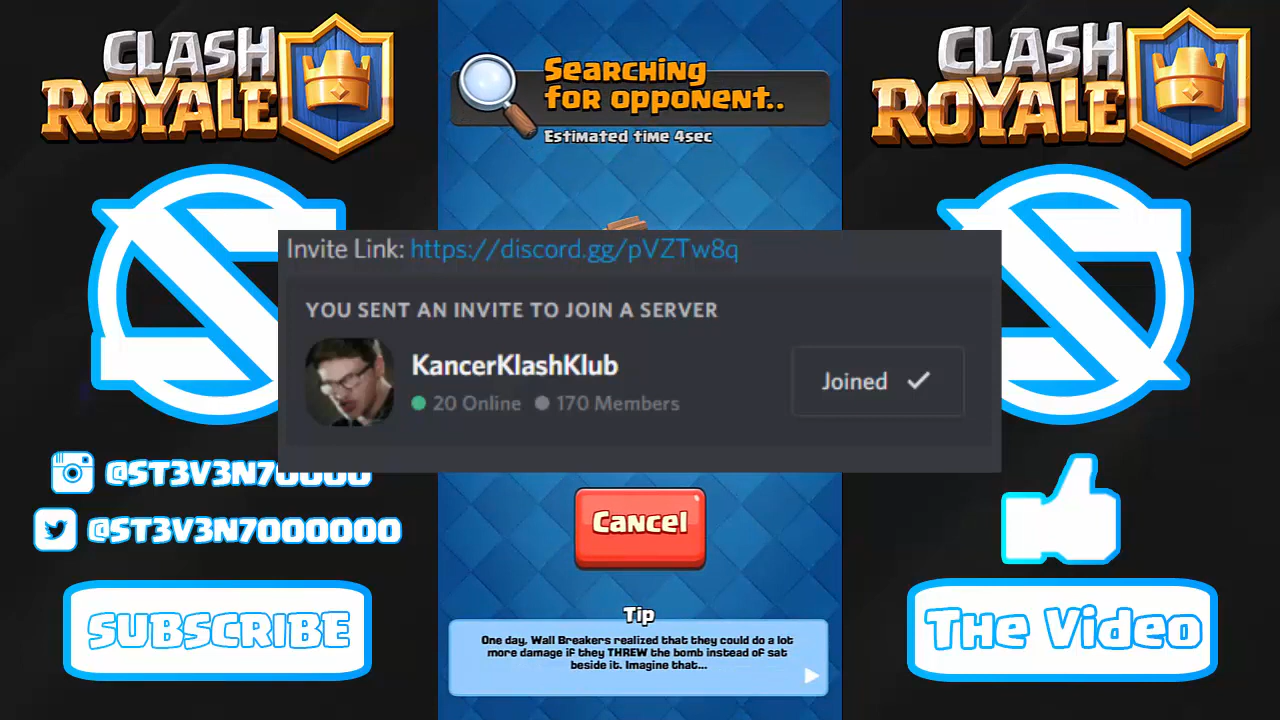 CLASH
ROYALE
Searching
for opponent..
Estimated time 4sec
CLASH
ROYALE
Invite Link: https://discord.gg/pVZTw8q
YOU SENT AN INVITE TO JOIN A SERVER
KancerKlashKlub
20 Online 170 Members
Joined
@ST3V3N70000
@ST3V3N7000000
SUBSCRIBE
Cancel
Tip
One day, Wall Breakers realized that they could do a lot
more damage if they THREW the bomb instead of sat
beside it. Imagine that...
The Video